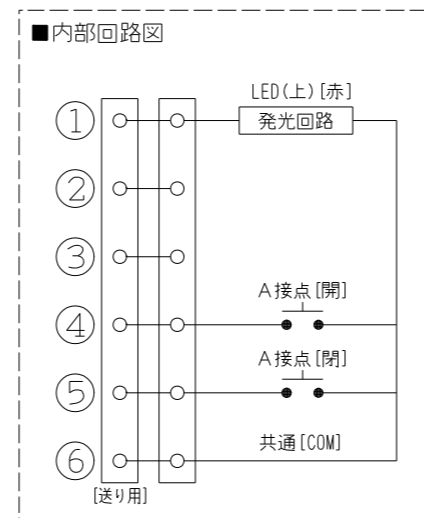 ■内部回路図
LED(上)[赤]
① 発光回路
②
③
A接点[開]
④
A接点[閉]
⑤
共通[COM]
⑥
[送り用]